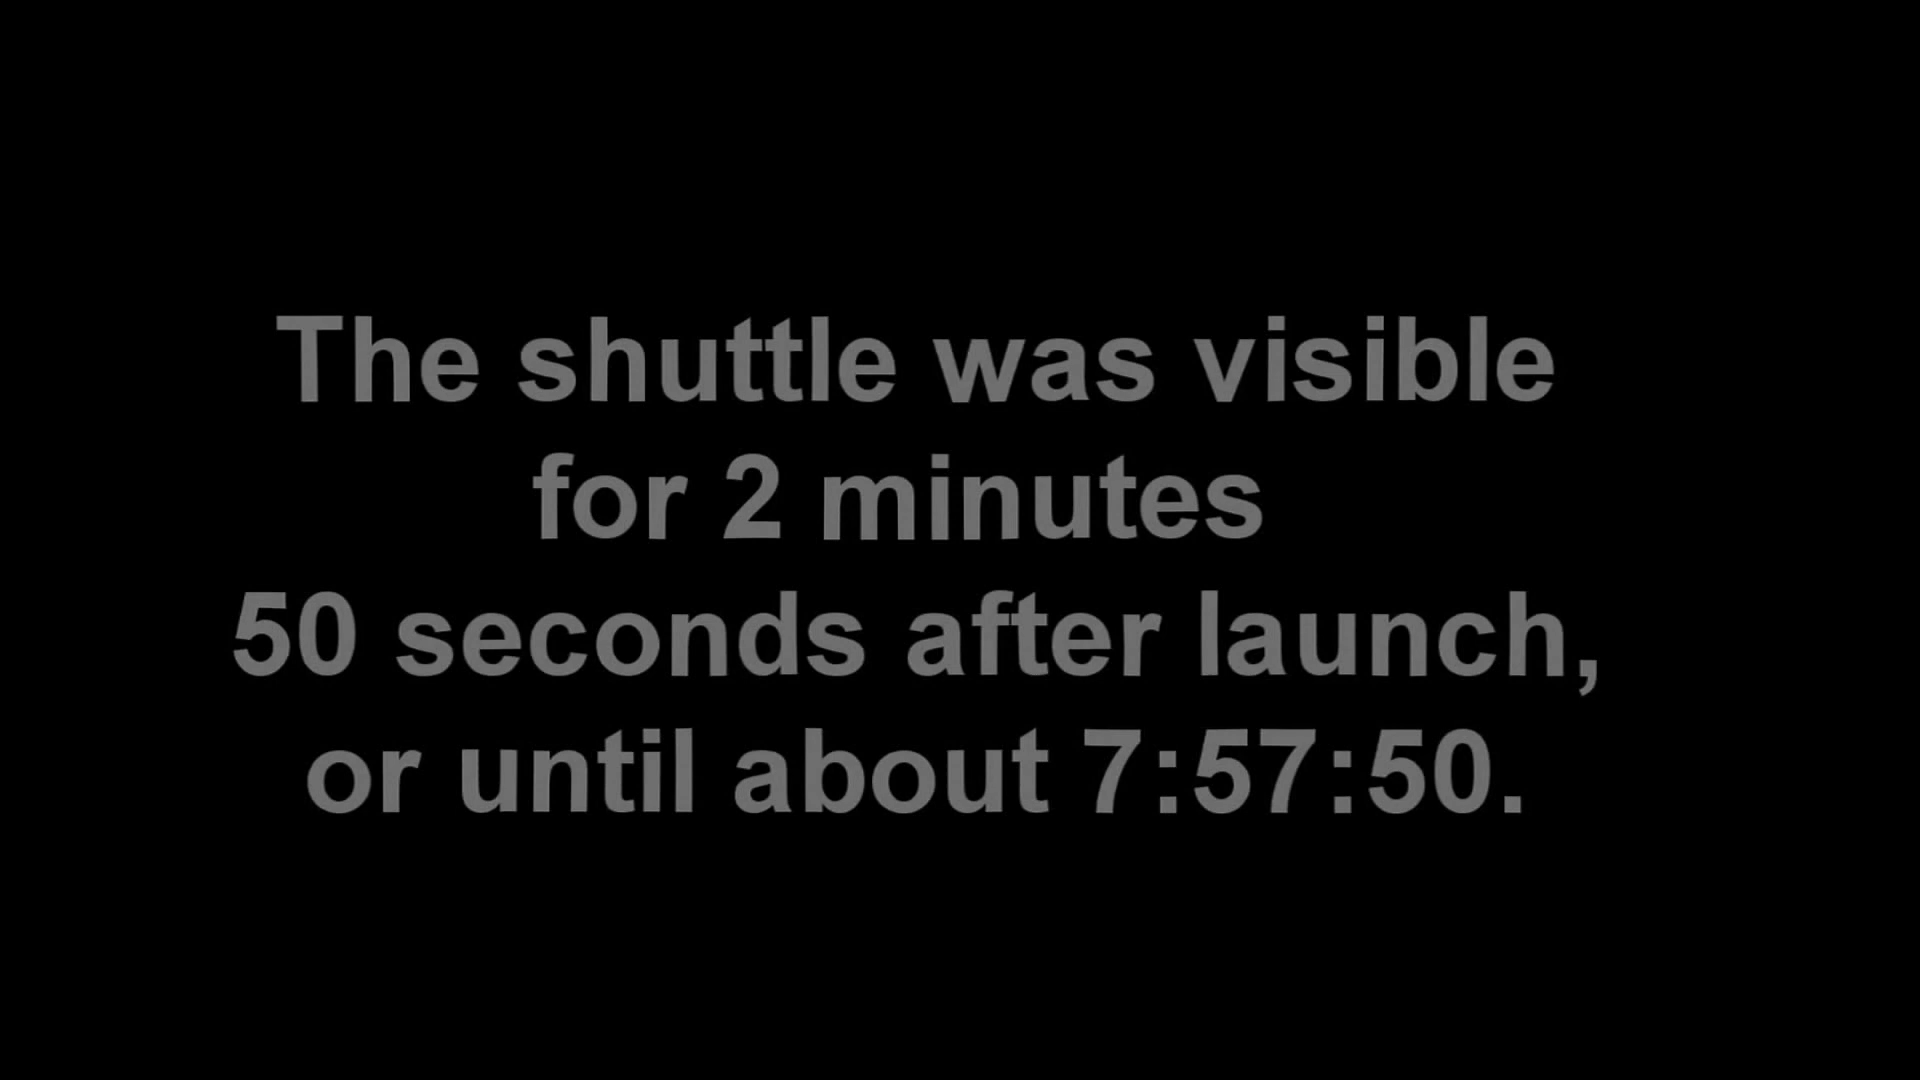 The shuttle was visible
for 2 minutes
50 seconds after launch,
or until about 7:57:50.